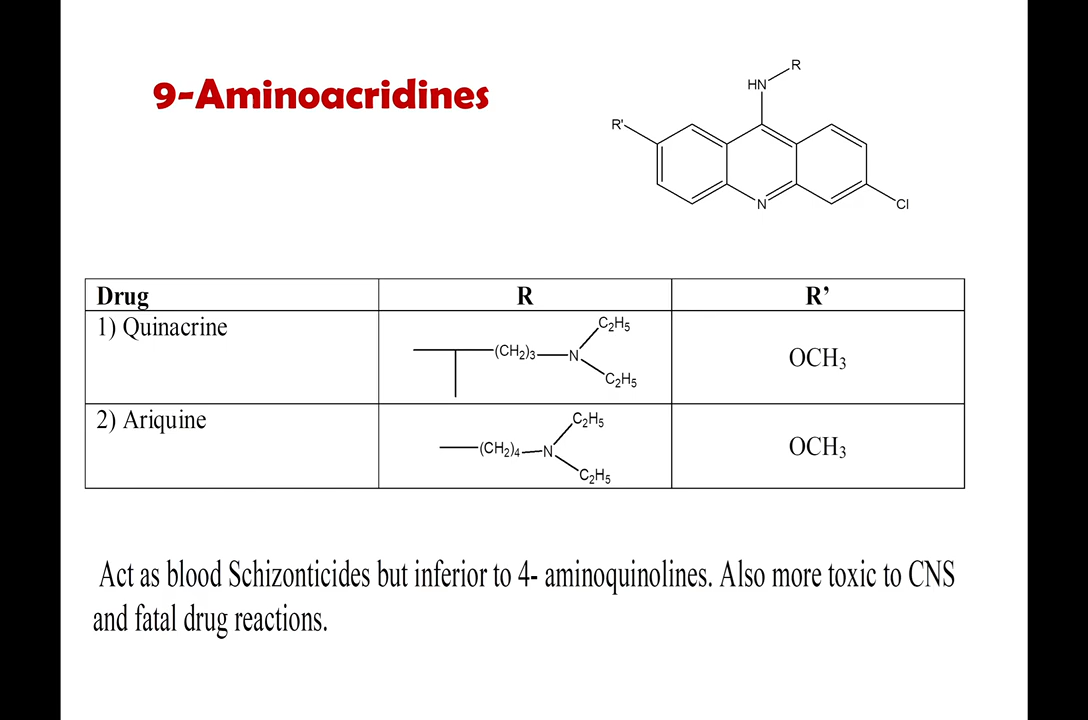 9-Aminoacridines
R
HN
R'
N
Cl
Drug R R’
1) Quinacrine
C2H5
(CH2)3 N
C2H5
OCH3
2) Ariquine
C2H5
(CH2)4 N
C2H5
OCH3
Act as blood Schizonticides but inferior to 4- aminoquinolines. Also more toxic to CNS
and fatal drug reactions.